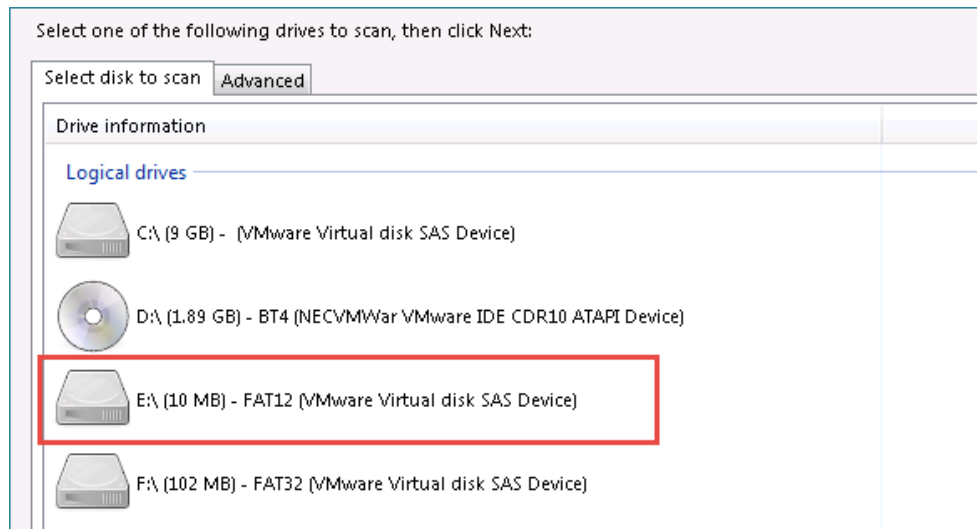 Select one of the following drives to scan, then click Next:
Select disk to scan
Advanced
Drive information
Logical drives
C:\ (9 GB) - (VMware Virtual disk SAS Device)
D:\ (1.89 GB) - BT4 (NECVMWar VMware IDE CDR10 ATAPI Device)
E:\ (10 MB) - FAT12 (VMware Virtual disk SAS Device)
F:\ (102 MB) - FAT32 (VMware Virtual disk SAS Device)